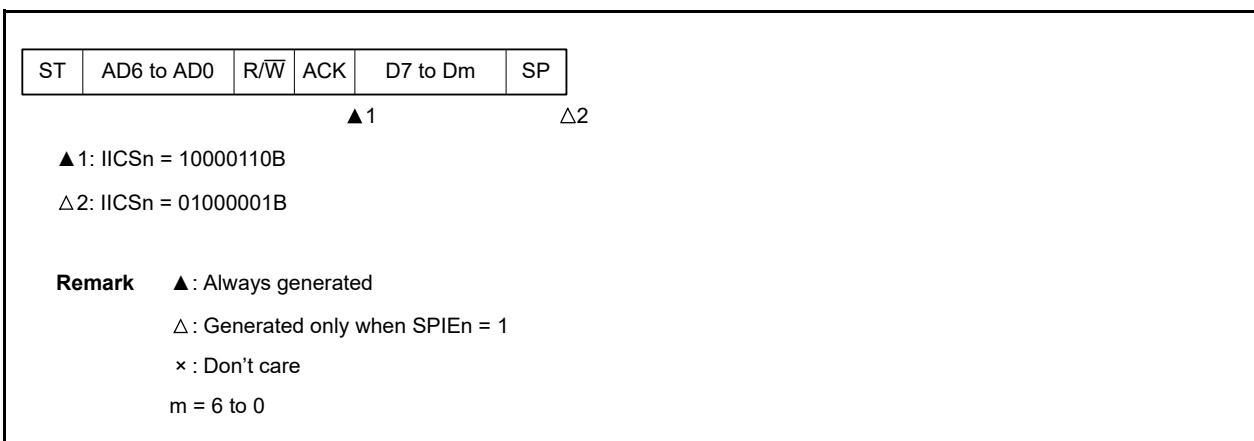 ST AD6 to AD0 R/W̅ ACK D7 to Dm SP
▲1 △2
▲1: IICSn = 10000110B
△2: IICSn = 01000001B
Remark ▲: Always generated
△: Generated only when SPIEn = 1
×: Don’t care
m = 6 to 0